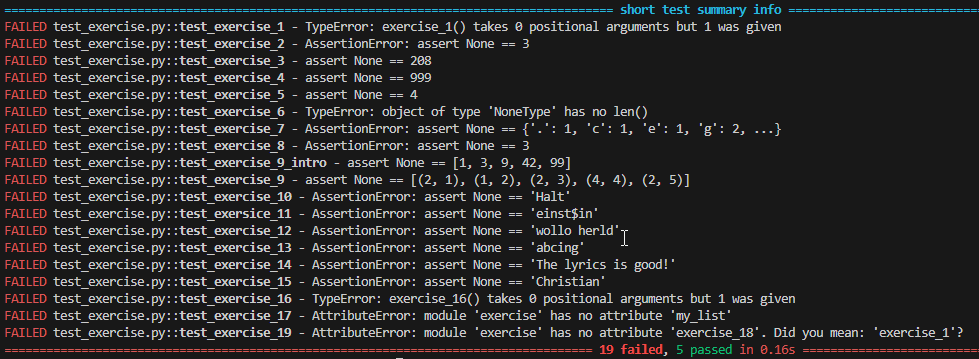 short test summary info
FAILED test_exercise.py::test_exercise_1 - TypeError: exercise_1() takes 0 positional arguments but 1 was given
FAILED test_exercise.py::test_exercise_2 - AssertionError: assert None == 3
FAILED test_exercise.py::test_exercise_3 - assert None == 208
FAILED test_exercise.py::test_exercise_4 - assert None == 999
FAILED test_exercise.py::test_exercise_5 - assert None == 4
FAILED test_exercise.py::test_exercise_6 - TypeError: object of type 'NoneType' has no len()
FAILED test_exercise.py::test_exercise_7 - AssertionError: assert None == {'.': 1, 'c': 1, 'e': 1, 'g': 2, ...}
FAILED test_exercise.py::test_exercise_8 - AssertionError: assert None == 3
FAILED test_exercise.py::test_exercise_9_intro - assert None == [1, 3, 9, 42, 99]
FAILED test_exercise.py::test_exercise_9 - assert None == [(2, 1), (1, 2), (2, 3), (4, 4), (2, 5)]
FAILED test_exercise.py::test_exercise_10 - AssertionError: assert None == 'Halt'
FAILED test_exercise.py::test_exersice_11 - AssertionError: assert None == 'einst$in'
FAILED test_exercise.py::test_exercise_12 - AssertionError: assert None == 'wollo herld'
FAILED test_exercise.py::test_exercise_13 - AssertionError: assert None == 'abcing'
FAILED test_exercise.py::test_exercise_14 - AssertionError: assert None == 'The lyrics is good!'
FAILED test_exercise.py::test_exercise_15 - AssertionError: assert None == 'Christian'
FAILED test_exercise.py::test_exercise_16 - TypeError: exercise_16() takes 0 positional arguments but 1 was given
FAILED test_exercise.py::test_exercise_17 - AttributeError: module 'exercise' has no attribute 'my_list'
FAILED test_exercise.py::test_exercise_19 - AttributeError: module 'exercise' has no attribute 'exercise_18'. Did you mean: 'exercise_1'?
19 failed, 5 passed in 0.16s